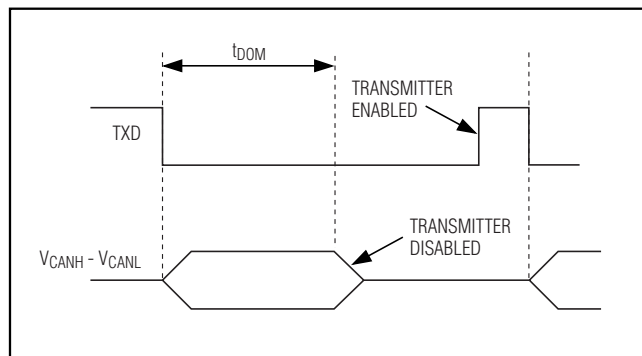 tDOM
TRANSMITTER
ENABLED
TXD
TRANSMITTER
DISABLED
VCANH - VCANL